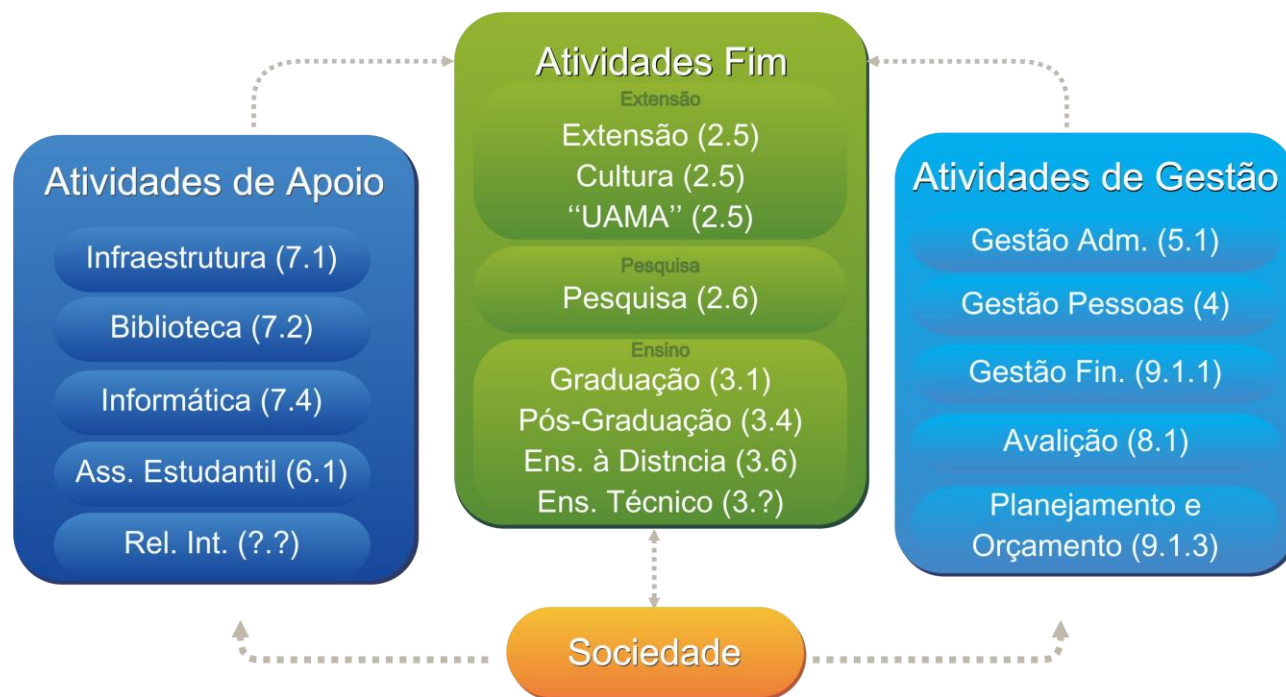 Atividades Fim
Extensão
Extensão (2.5)
Cultura (2.5)
“UAMA” (2.5)
Pesquisa
Pesquisa (2.6)
Ensino
Graduação (3.1)
Pós-Graduação (3.4)
Ens. à Distncia (3.6)
Ens. Técnico (3.?)
Atividades de Apoio
Infraestrutura (7.1)
Biblioteca (7.2)
Informática (7.4)
Ass. Estudantil (6.1)
Rel. Int. (?.?)
Atividades de Gestão
Gestão Adm. (5.1)
Gestão Pessoas (4)
Gestão Fin. (9.1.1)
Avalição (8.1)
Planejamento e
Orçamento (9.1.3)
Sociedade